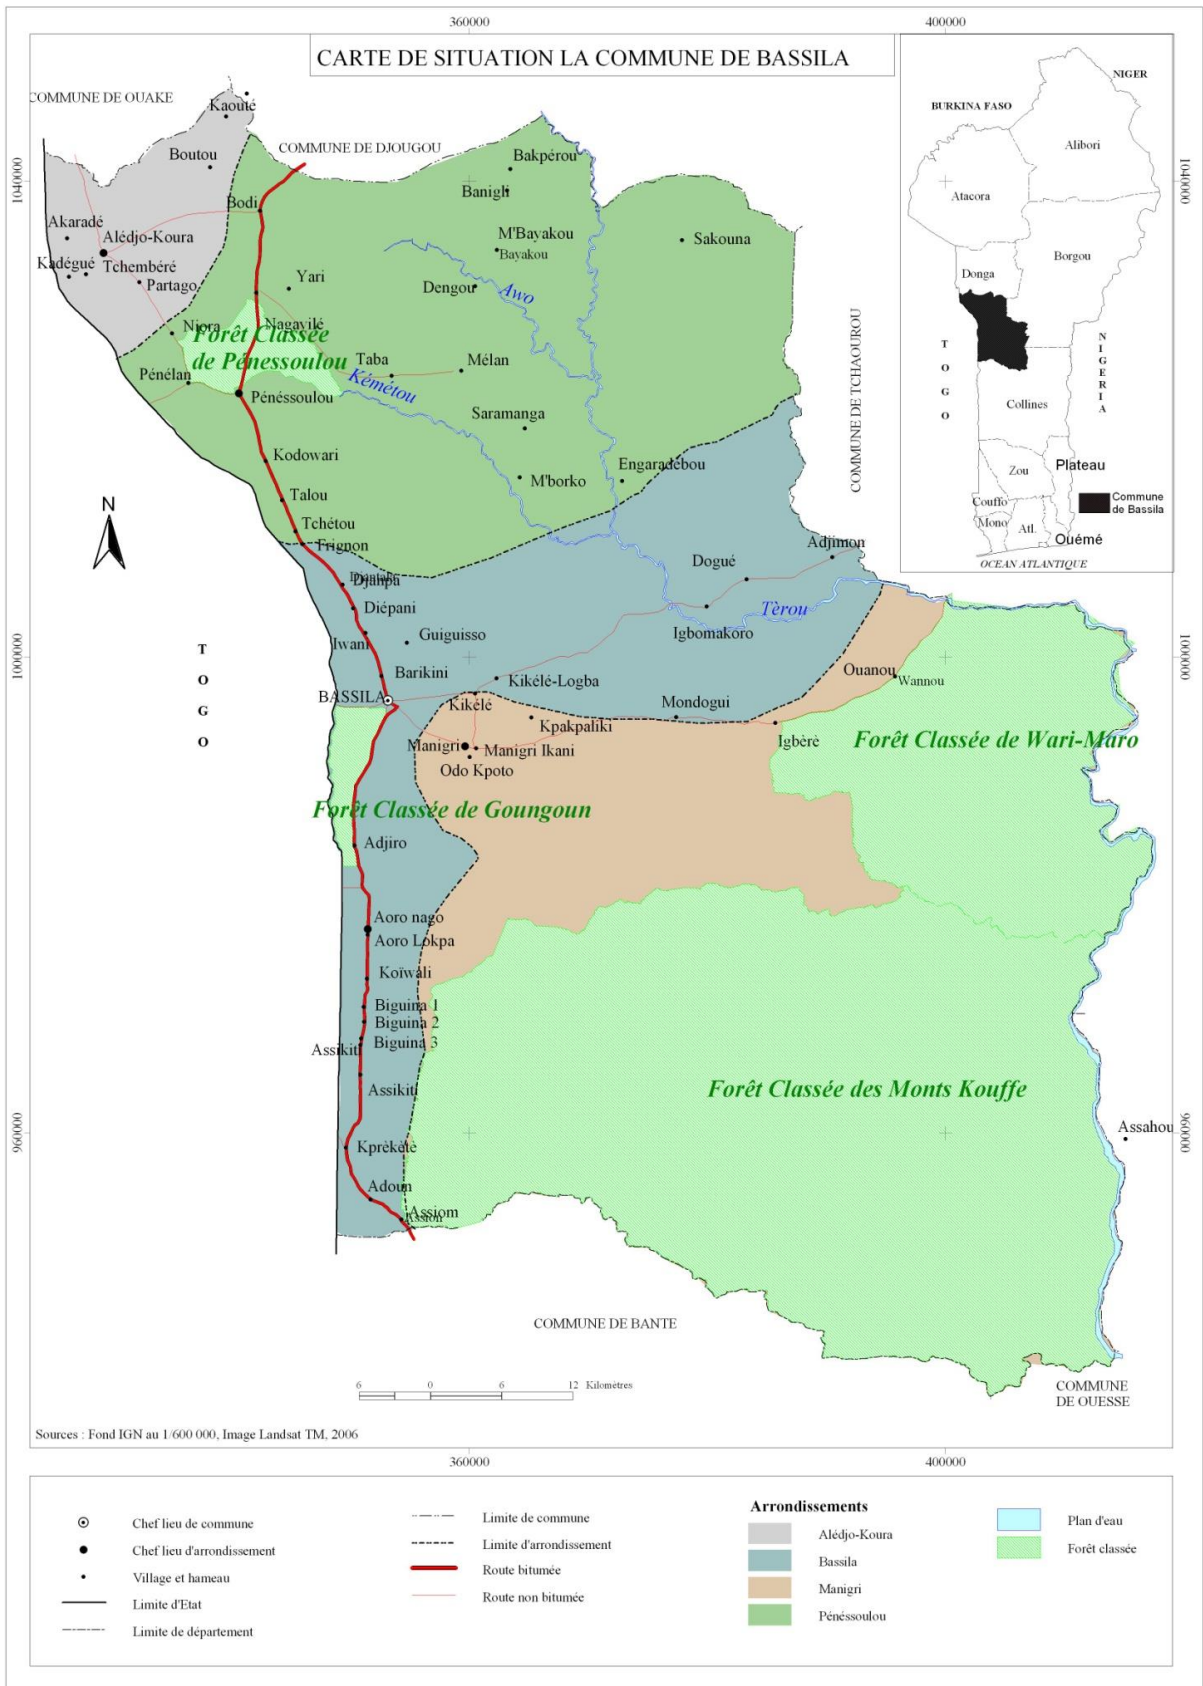 360000
400000
CARTE DE SITUATION LA COMMUNE DE BASSILA
COMMUNE DE OUAKE
Kaouté
COMMUNE DE DJOUGOU
Boutou
Bakpérou
Banigli
1040000
1040000
Bodi
Akaradé
Alédjo-Koura
M'Bayakou
Bayakou
Sakouna
Kadégué
Tchembéré
Partago
Yari
Dengou
Awo
Nagayilé
Forêt Classée
de Pénessoulou
Taba
Mélan
Pénélan
Kémétou
Pénéssoulou
Saramanga
COMMUNE DE TCHAOUROU
Kodowari
M'borko
Engaradébou
Talou
N
Tchétou
Frignon
Dogué
Adjimon
Djanpa
Diépani
Tèrou
Igbomakoro
Iwani
Guiguisso
T
O
G
O
1000000
1000000
Barikini
Ouanou
Wannou
BASSILA
Kikélé-Logba
Kikélé
Kpakpaliki
Mondogui
Igbèrè
Manigri
Manigri Ikani
Odo Kpoto
Forêt Classée de Wari-Maro
Forêt Classée de Goungoun
Adjiro
Aoro nago
Aoro Lokpa
Koïwali
Biguina 1
Biguina 2
Biguina 3
Assikiti
Assikiti
Forêt Classée des Monts Kouffe
960000
960000
Assahou
Kprèkètè
Adoun
Assiom
COMMUNE DE BANTE
COMMUNE
DE OUESSE
6 0 6 12 Kilomètres
Sources : Fond IGN au 1/600 000, Image Landsat TM, 2006
360000
400000
NIGER
BURKINA FASO
Alibori
Atacora
Borgou
Donga
T
O
G
O
N
I
G
E
R
I
A
Collines
Zou
Plateau
Couffo
Mono
Atl.
Ouémé
Commune
de Bassila
OCEAN ATLANTIQUE
Chef lieu de commune
Chef lieu d'arrondissement
Village et hameau
Limite d'Etat
Limite de département
Limite de commune
Limite d'arrondissement
Route bitumée
Route non bitumée
Arrondissements
Alédjo-Koura
Bassila
Manigri
Pénéssoulou
Plan d'eau
Forêt classée